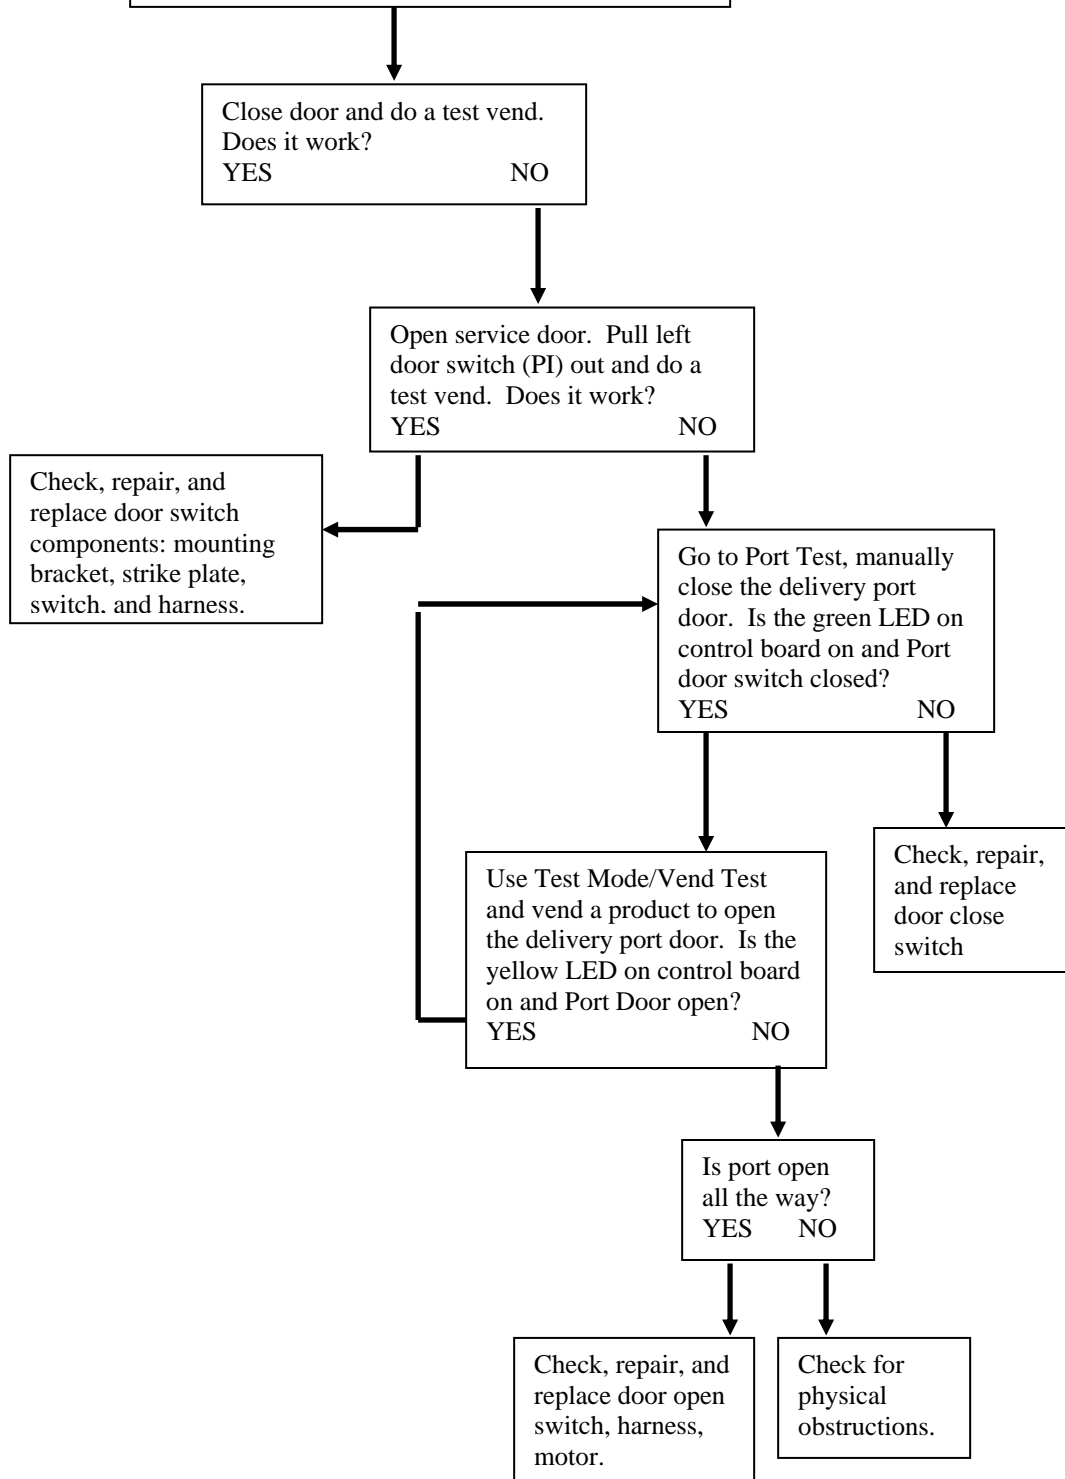 Close door and do a test vend.
Does it work?
YES NO
Open service door. Pull left
door switch (PI) out and do a
test vend. Does it work?
YES NO
Check, repair, and
replace door switch
components: mounting
bracket, strike plate,
switch, and harness.
Go to Port Test, manually
close the delivery port
door. Is the green LED on
control board on and Port
door switch closed?
YES NO
Check, repair,
and replace
door close
switch
Use Test Mode/Vend Test
and vend a product to open
the delivery port door. Is the
yellow LED on control board
on and Port Door open?
YES NO
Is port open
all the way?
YES NO
Check, repair, and
replace door open
switch, harness,
motor.
Check for
physical
obstructions.